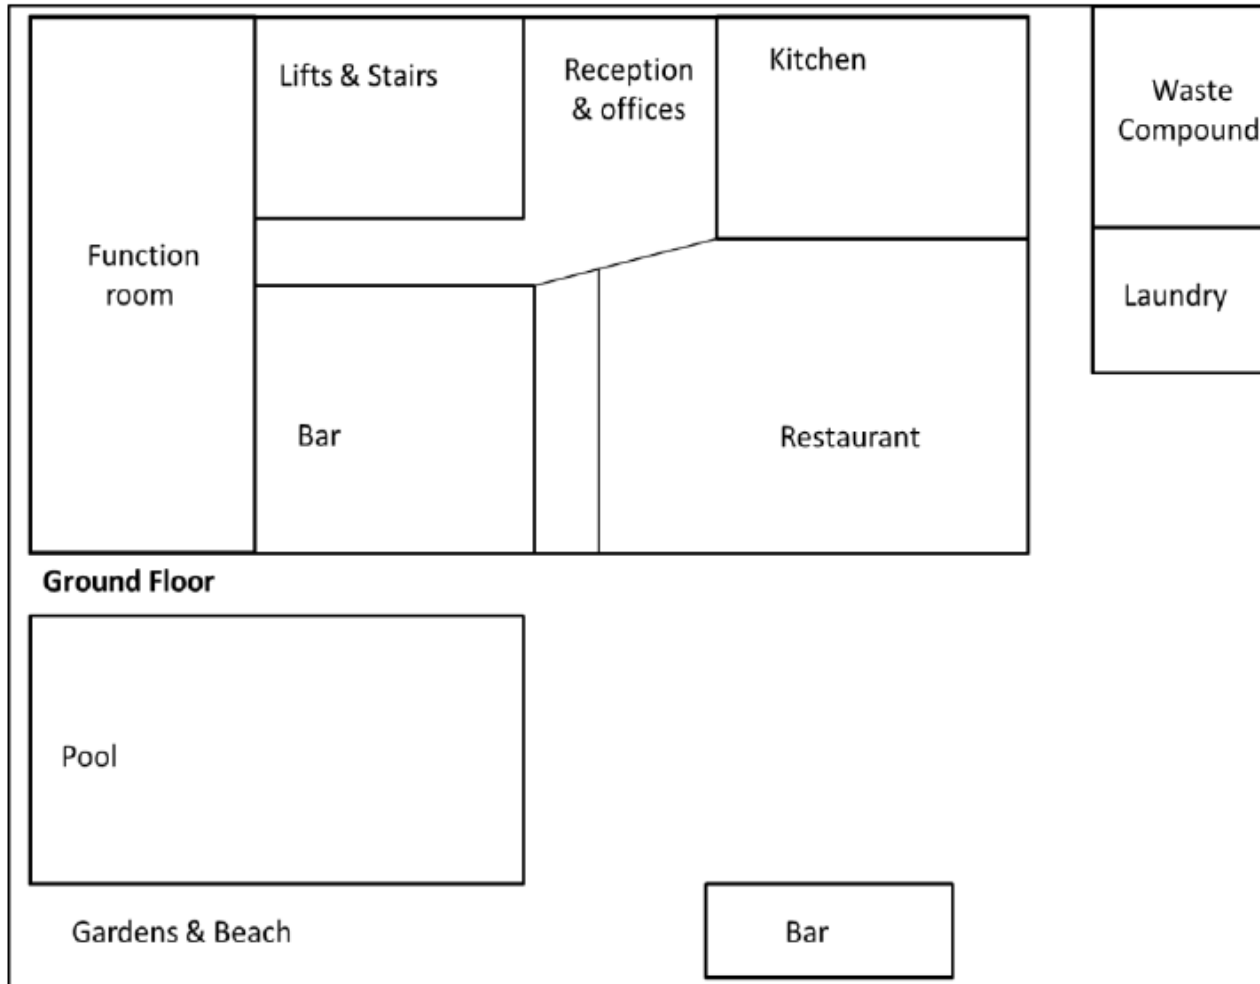 Lifts & Stairs
Reception
& offices
Kitchen
Waste
Compound
Function
room
Laundry
Bar
Restaurant
Ground Floor
Pool
Gardens & Beach
Bar